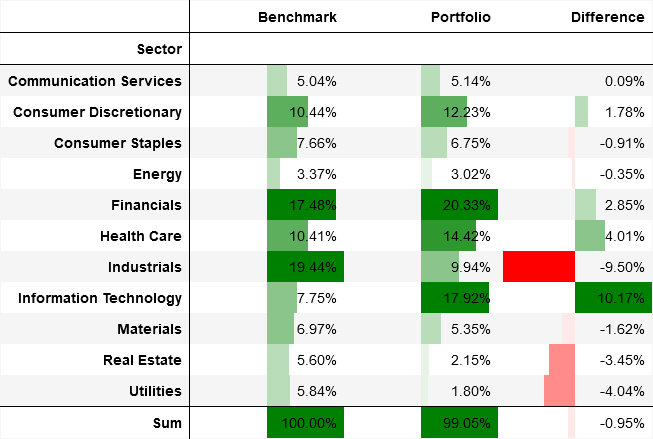 Benchmark Portfolio Difference
Sector
Communication Services 5.04% 5.14% 0.09%
Consumer Discretionary 10.44% 12.23% 1.78%
Consumer Staples 7.66% 6.75% -0.91%
Energy 3.37% 3.02% -0.35%
Financials 17.48% 20.33% 2.85%
Health Care 10.41% 14.42% 4.01%
Industrials 19.44% 9.94% -9.50%
Information Technology 7.75% 17.92% 10.17%
Materials 6.97% 5.35% -1.62%
Real Estate 5.60% 2.15% -3.45%
Utilities 5.84% 1.80% -4.04%
Sum 100.00% 99.05% -0.95%